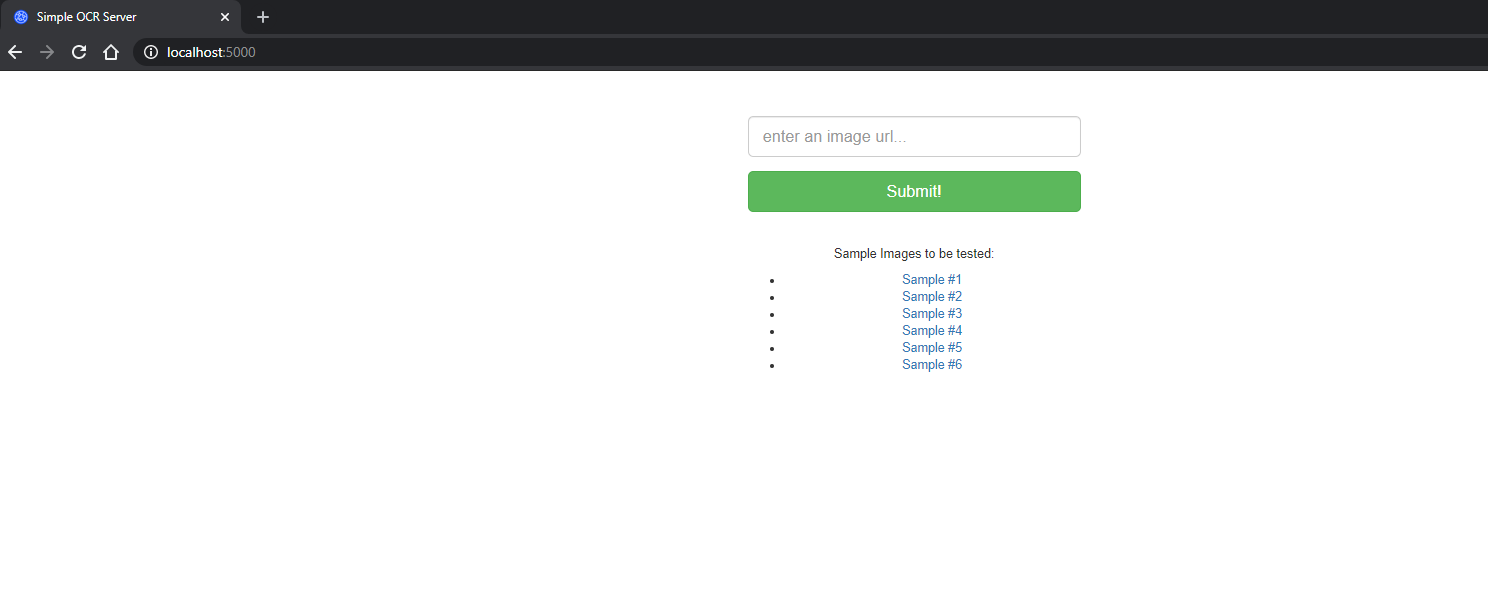 Simple OCR Server
localhost:5000
enter an image url...
Submit!
Sample Images to be tested:
Sample #1
Sample #2
Sample #3
Sample #4
Sample #5
Sample #6